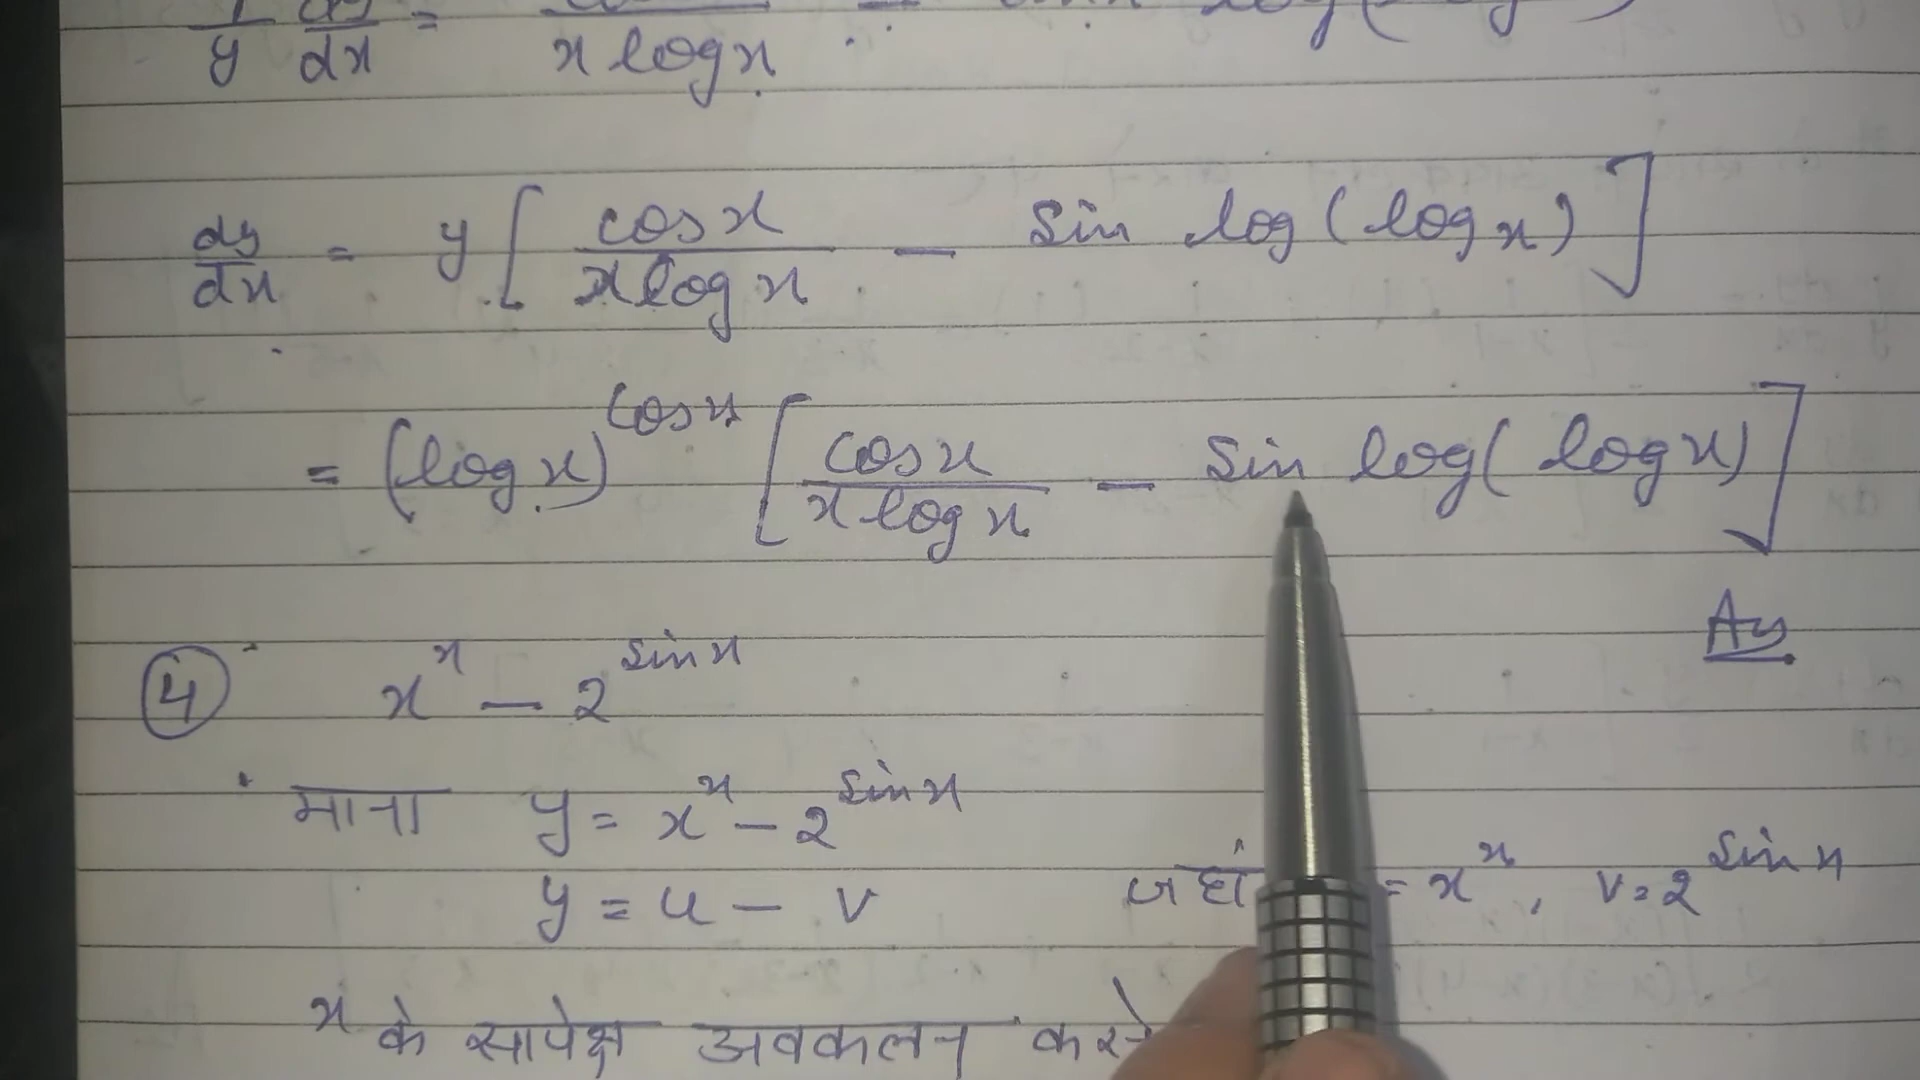 1/y dy/dx = / x log x
dy/dx = y [ cos x / x log x − Sin log(log x) ]
= (log x)^cos x [ cos x / x log x − Sin log( log x) ]
Ans
④ x^x − 2^sin x
माना y = x^x − 2^sin x
y = u − v जहां = x^x , v = 2^sin x
x के सापेक्ष अवकलन